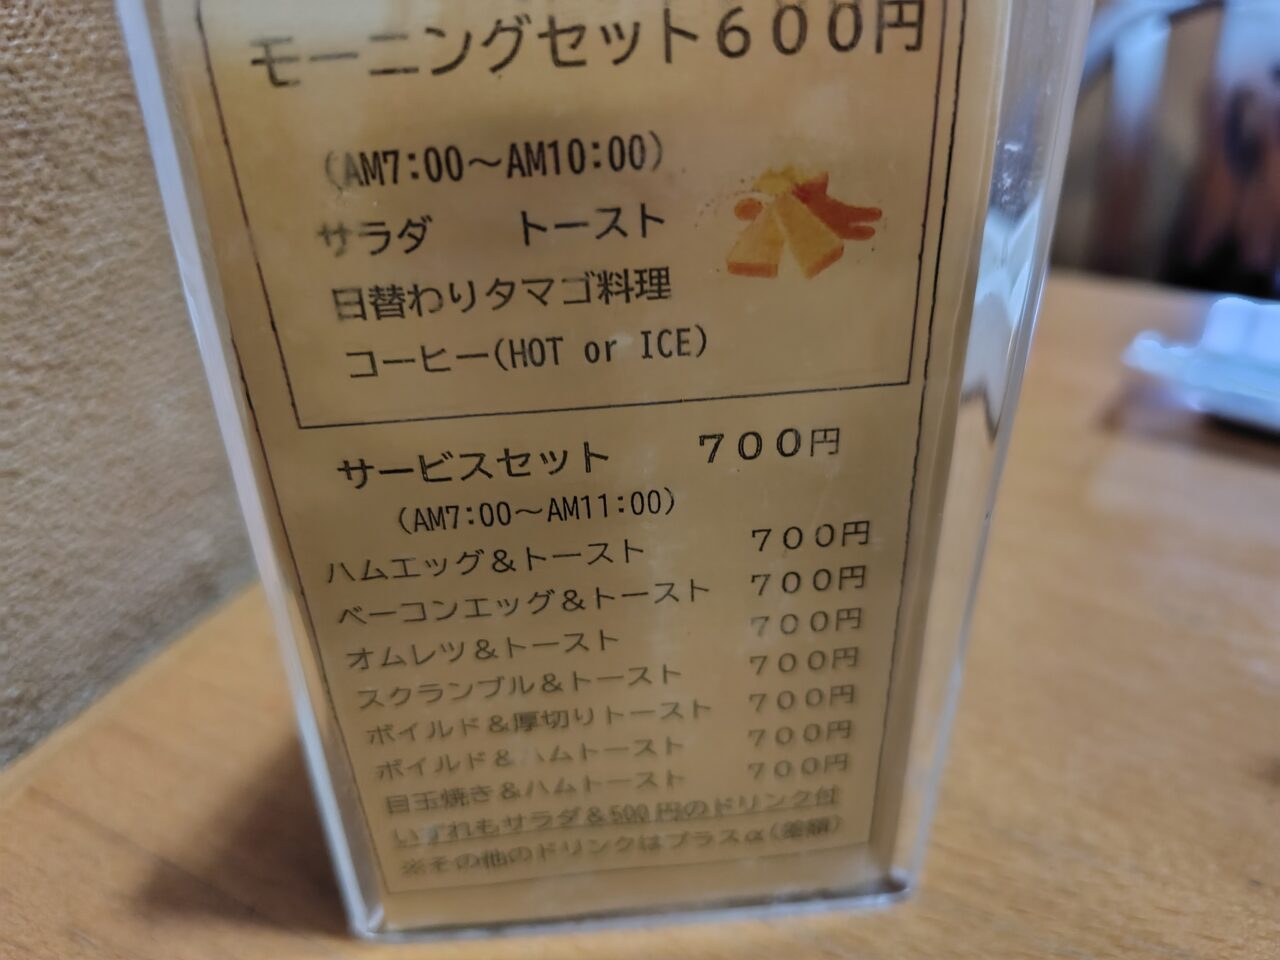 モーニングセット６００円
(AM7:00～AM10:00)
サラダ　トースト
日替わりタマゴ料理
コーヒー(HOT or ICE)
サービスセット　７００円
(AM7:00～AM11:00)
ハムエッグ＆トースト　７００円
ベーコンエッグ＆トースト　７００円
オムレツ＆トースト　７００円
スクランブル＆トースト　７００円
ボイルド＆厚切りトースト　７００円
ボイルド＆ハムトースト　７００円
目玉焼き＆ハムトースト　７００円
いずれもサラダ＆500円のドリンク付
※その他のドリンクはプラスα(差額)